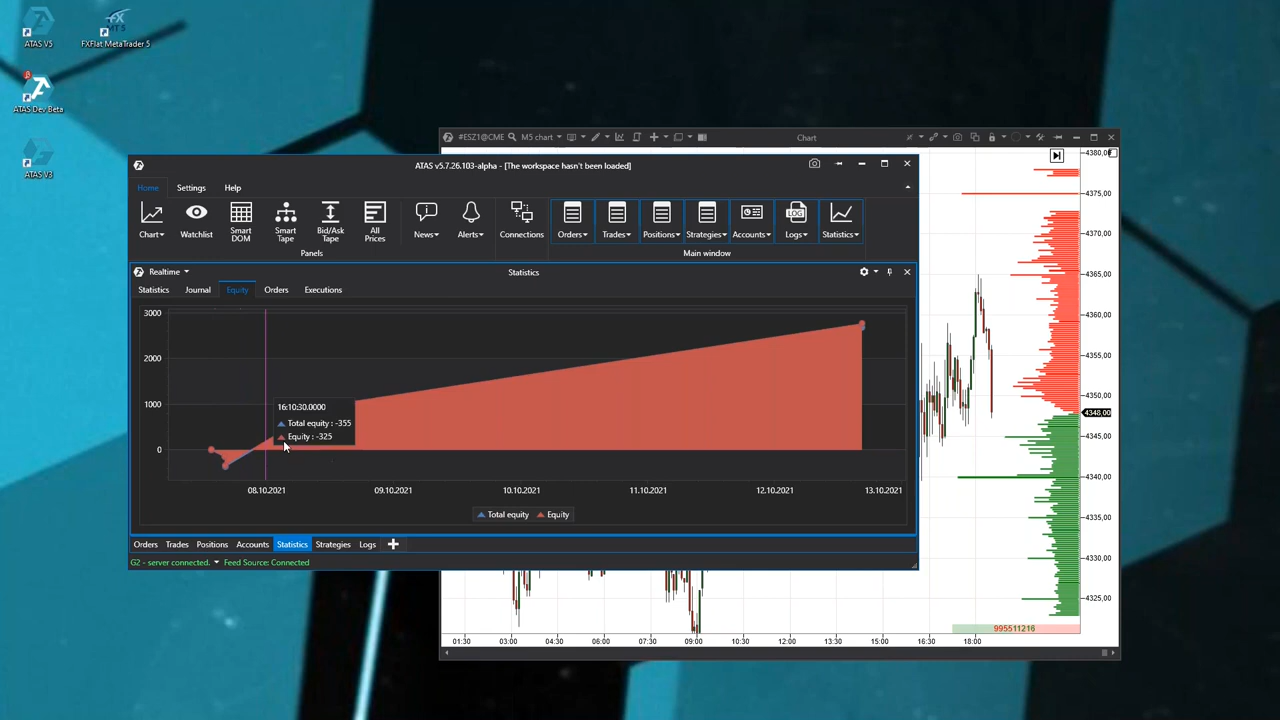 ATAS V5
FX
MT5
FXFlat MetaTrader 5
β
ATAS Dev Beta
ATAS V3
#ESZ1@CME
M5 chart
Chart
4380,00
4375,00
4370,00
4365,00
4360,00
4355,00
4350,00
4348,00
4345,00
4340,00
4335,00
4330,00
4325,00
995511216
01:30 03:00 04:30 06:00 07:30 09:00 10:30 12:00 13:30 15:00 16:30 18:00
ATAS v5.7.26.103-alpha - [The workspace hasn't been loaded]
Home Settings Help
Chart Watchlist Smart DOM Smart Tape Bid/Ask Tape All Prices News Alerts Connections Orders Trades Positions Strategies Accounts LOG Logs Statistics
Panels Main window
Realtime Statistics
Statistics Journal Equity Orders Executions
3000
2000
1000
0
16:10:30.0000
Total equity : -355
Equity : -325
08.10.2021 09.10.2021 10.10.2021 11.10.2021 12.10.2021 13.10.2021
Total equity Equity
Orders Trades Positions Accounts Statistics Strategies Logs
G2 - server connected. Feed Source: Connected